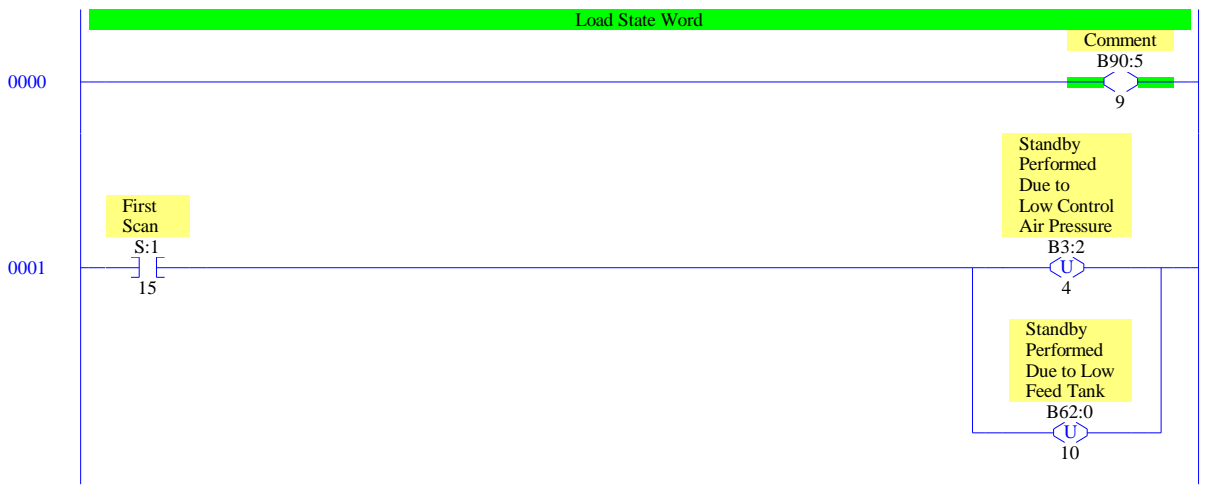 Load State Word
Comment
B90:5
0000
9
Standby
Performed
Due to
Low Control
Air Pressure
First
Scan
S:1
B3:2
0001
U
15
4
Standby
Performed
Due to Low
Feed Tank
B62:0
U
10